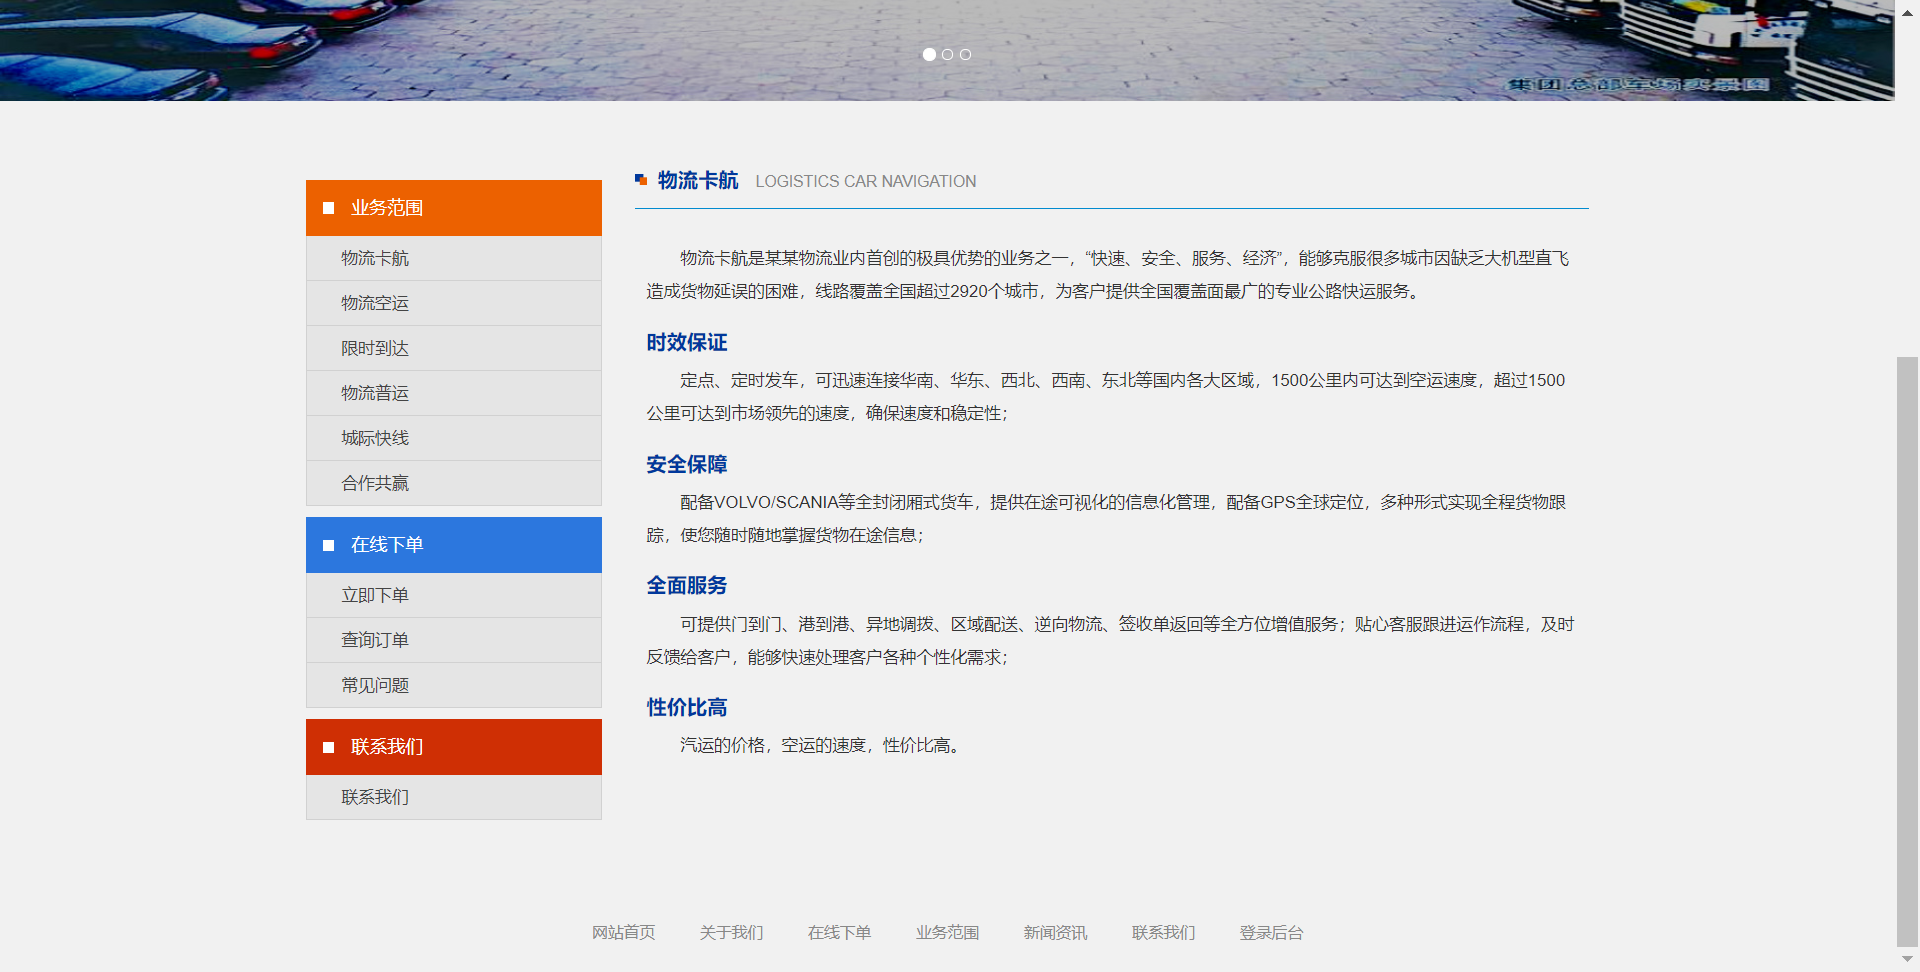 集团总部车场实景图
物流卡航 LOGISTICS CAR NAVIGATION
业务范围
物流卡航
物流空运
限时到达
物流普运
城际快线
合作共赢
在线下单
立即下单
查询订单
常见问题
联系我们
联系我们
物流卡航是某某物流业内首创的极具优势的业务之一，“快速、安全、服务、经济”，能够克服很多城市因缺乏大机型直飞
造成货物延误的困难，线路覆盖全国超过2920个城市，为客户提供全国覆盖面最广的专业公路快运服务。
时效保证
定点、定时发车，可迅速连接华南、华东、西北、西南、东北等国内各大区域，1500公里内可达到空运速度，超过1500
公里可达到市场领先的速度，确保速度和稳定性；
安全保障
配备VOLVO/SCANIA等全封闭厢式货车，提供在途可视化的信息化管理，配备GPS全球定位，多种形式实现全程货物跟
踪，使您随时随地掌握货物在途信息；
全面服务
可提供门到门、港到港、异地调拨、区域配送、逆向物流、签收单返回等全方位增值服务；贴心客服跟进运作流程，及时
反馈给客户，能够快速处理客户各种个性化需求；
性价比高
汽运的价格，空运的速度，性价比高。
网站首页 关于我们 在线下单 业务范围 新闻资讯 联系我们 登录后台